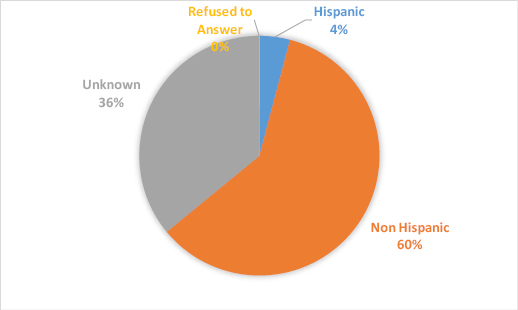 Refused to
Answer
0%
Hispanic
4%
Unknown
36%
Non Hispanic
60%